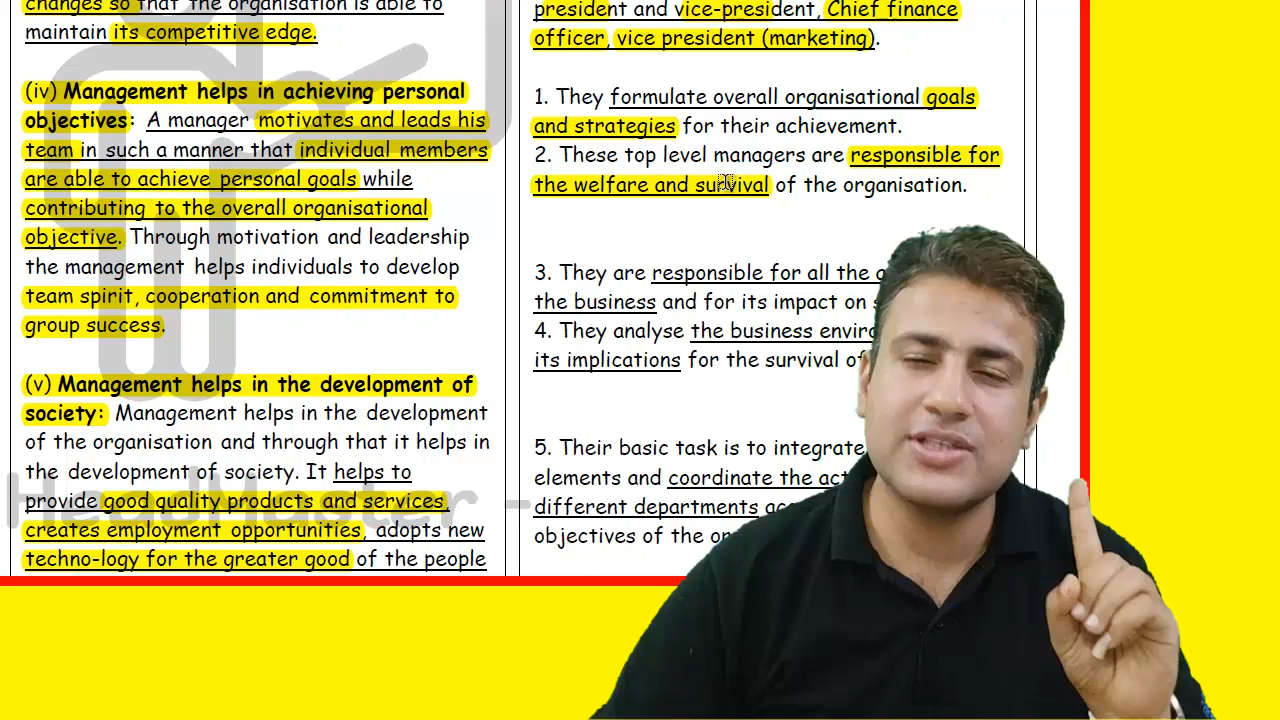 changes so that the organisation is able to
maintain its competitive edge.
(iv) Management helps in achieving personal
objectives: A manager motivates and leads his
team in such a manner that individual members
are able to achieve personal goals while
contributing to the overall organisational
objective. Through motivation and leadership
the management helps individuals to develop
team spirit, cooperation and commitment to
group success.
(v) Management helps in the development of
society: Management helps in the development
of the organisation and through that it helps in
the development of society. It helps to
provide good quality products and services,
creates employment opportunities, adopts new
techno-logy for the greater good of the people
president and vice-president, Chief finance
officer, vice president (marketing).
1. They formulate overall organisational goals
and strategies for their achievement.
2. These top level managers are responsible for
the welfare and survival of the organisation.
3. They are responsible for all the
the business and for its impact on
4. They analyse the business
its implications for the survival of
5. Their basic task is to integrate
elements and coordinate the
different departments
objectives of the